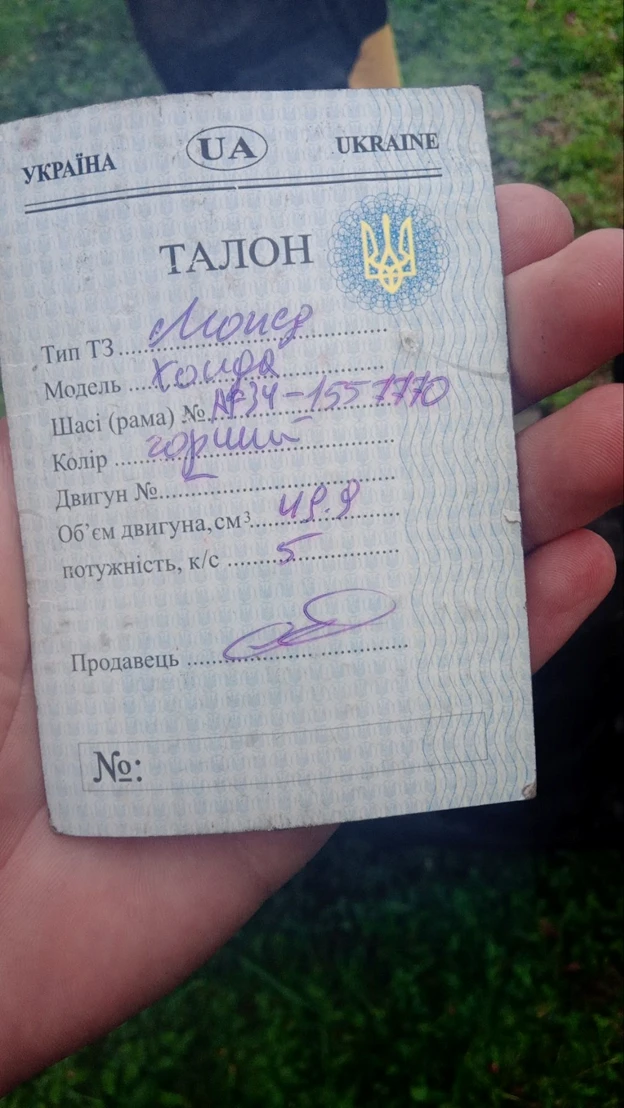 УКРАЇНА UA UKRAINE
ТАЛОН
Тип ТЗ Мопед
Модель Хонда
Шасі (рама) № AF34-1557770
Колір
Двигун №
Об'єм двигуна, см³ 49.9
потужність, к/с 5
Продавець
№: